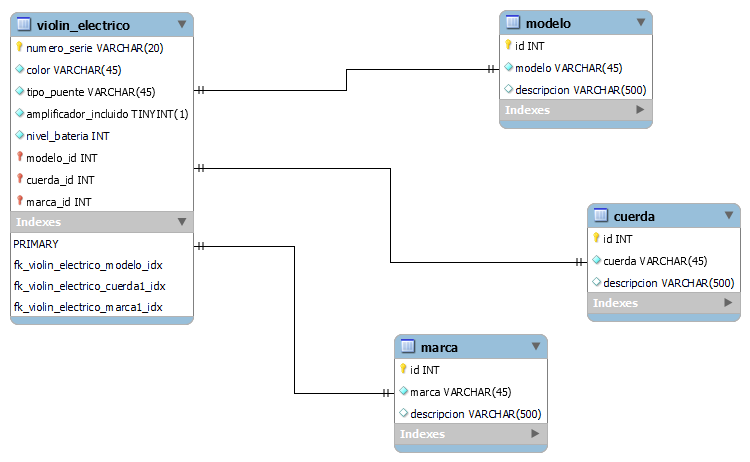 violin_electrico
numero_serie VARCHAR(20)
color VARCHAR(45)
tipo_puente VARCHAR(45)
amplificador_incluido TINYINT(1)
nivel_bateria INT
modelo_id INT
cuerda_id INT
marca_id INT
Indexes
PRIMARY
fk_violin_electrico_modelo_idx
fk_violin_electrico_cuerda1_idx
fk_violin_electrico_marca1_idx
modelo
id INT
modelo VARCHAR(45)
descripcion VARCHAR(500)
Indexes
cuerda
id INT
cuerda VARCHAR(45)
descripcion VARCHAR(500)
Indexes
marca
id INT
marca VARCHAR(45)
descripcion VARCHAR(500)
Indexes